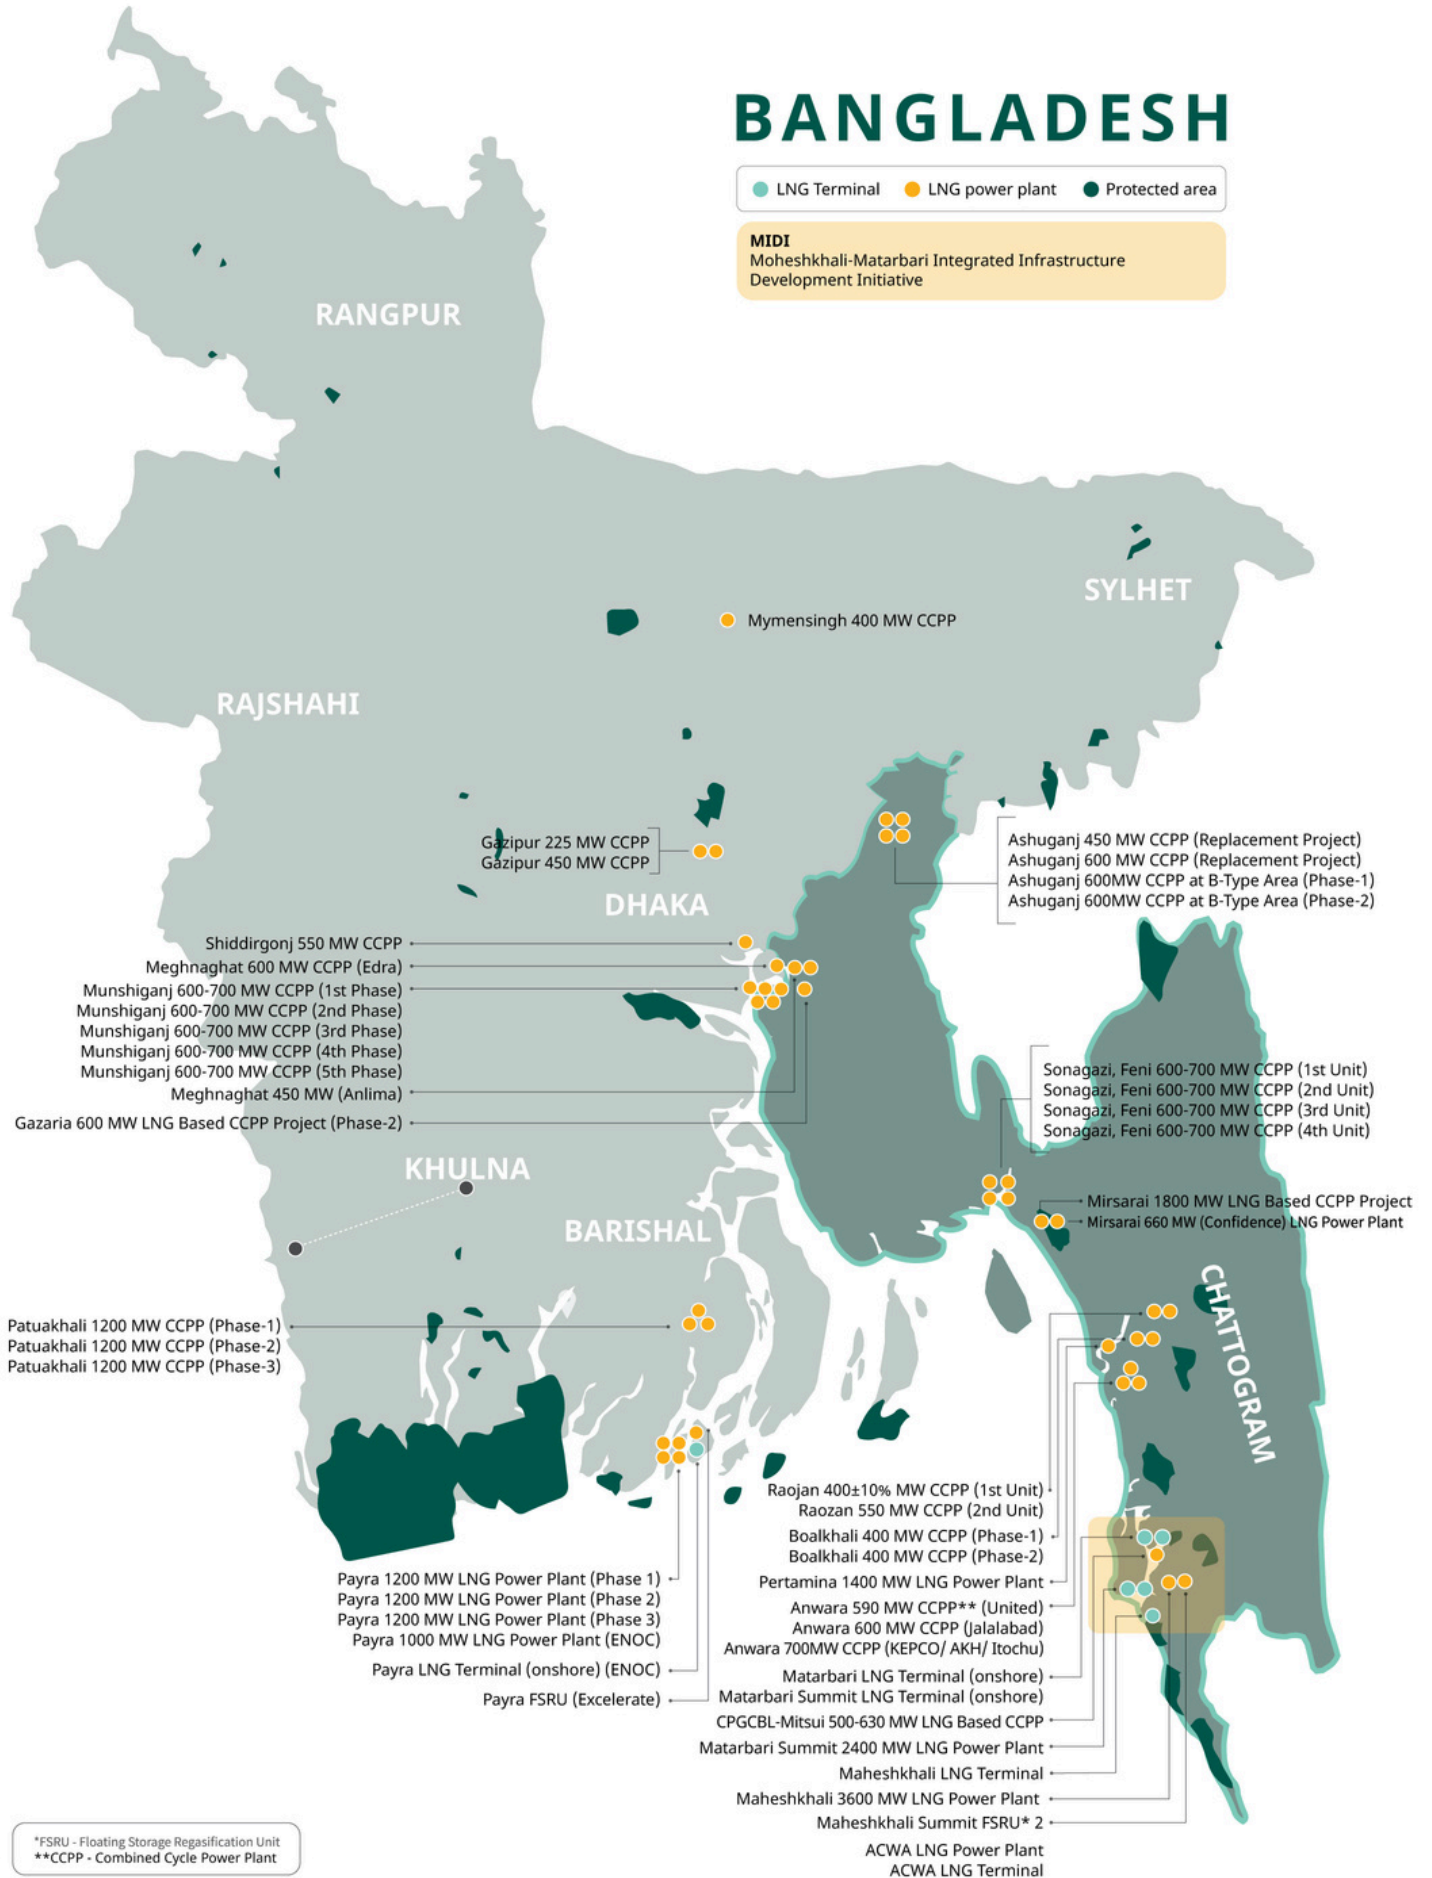 BANGLADESH
LNG Terminal
LNG power plant
Protected area
MIDI
Moheshkhali-Matarbari Integrated Infrastructure
Development Initiative
RANGPUR
SYLHET
Mymensingh 400 MW CCPP
RAJSHAHI
Gazipur 225 MW CCPP
Gazipur 450 MW CCPP
Ashuganj 450 MW CCPP (Replacement Project)
Ashuganj 600 MW CCPP (Replacement Project)
Ashuganj 600MW CCPP at B-Type Area (Phase-1)
Ashuganj 600MW CCPP at B-Type Area (Phase-2)
DHAKA
Shiddirgonj 550 MW CCPP
Meghnaghat 600 MW CCPP (Edra)
Munshiganj 600-700 MW CCPP (1st Phase)
Munshiganj 600-700 MW CCPP (2nd Phase)
Munshiganj 600-700 MW CCPP (3rd Phase)
Munshiganj 600-700 MW CCPP (4th Phase)
Munshiganj 600-700 MW CCPP (5th Phase)
Meghnaghat 450 MW (Anlima)
Gazaria 600 MW LNG Based CCPP Project (Phase-2)
Sonagazi, Feni 600-700 MW CCPP (1st Unit)
Sonagazi, Feni 600-700 MW CCPP (2nd Unit)
Sonagazi, Feni 600-700 MW CCPP (3rd Unit)
Sonagazi, Feni 600-700 MW CCPP (4th Unit)
KHULNA
BARISHAL
Mirsarai 1800 MW LNG Based CCPP Project
Mirsarai 660 MW (Confidence) LNG Power Plant
CHATTOGRAM
Patuakhali 1200 MW CCPP (Phase-1)
Patuakhali 1200 MW CCPP (Phase-2)
Patuakhali 1200 MW CCPP (Phase-3)
Payra 1200 MW LNG Power Plant (Phase 1)
Payra 1200 MW LNG Power Plant (Phase 2)
Payra 1200 MW LNG Power Plant (Phase 3)
Payra 1000 MW LNG Power Plant (ENOC)
Payra LNG Terminal (onshore) (ENOC)
Payra FSRU (Excelerate)
Raojan 400±10% MW CCPP (1st Unit)
Raozan 550 MW CCPP (2nd Unit)
Boalkhali 400 MW CCPP (Phase-1)
Boalkhali 400 MW CCPP (Phase-2)
Pertamina 1400 MW LNG Power Plant
Anwara 590 MW CCPP** (United)
Anwara 600 MW CCPP (Jalalabad)
Anwara 700MW CCPP (KEPCO/ AKH/ Itochu)
Matarbari LNG Terminal (onshore)
Matarbari Summit LNG Terminal (onshore)
CPGCBL-Mitsui 500-630 MW LNG Based CCPP
Matarbari Summit 2400 MW LNG Power Plant
Maheshkhali LNG Terminal
Maheshkhali 3600 MW LNG Power Plant
Maheshkhali Summit FSRU* 2
ACWA LNG Power Plant
ACWA LNG Terminal
*FSRU - Floating Storage Regasification Unit
**CCPP - Combined Cycle Power Plant